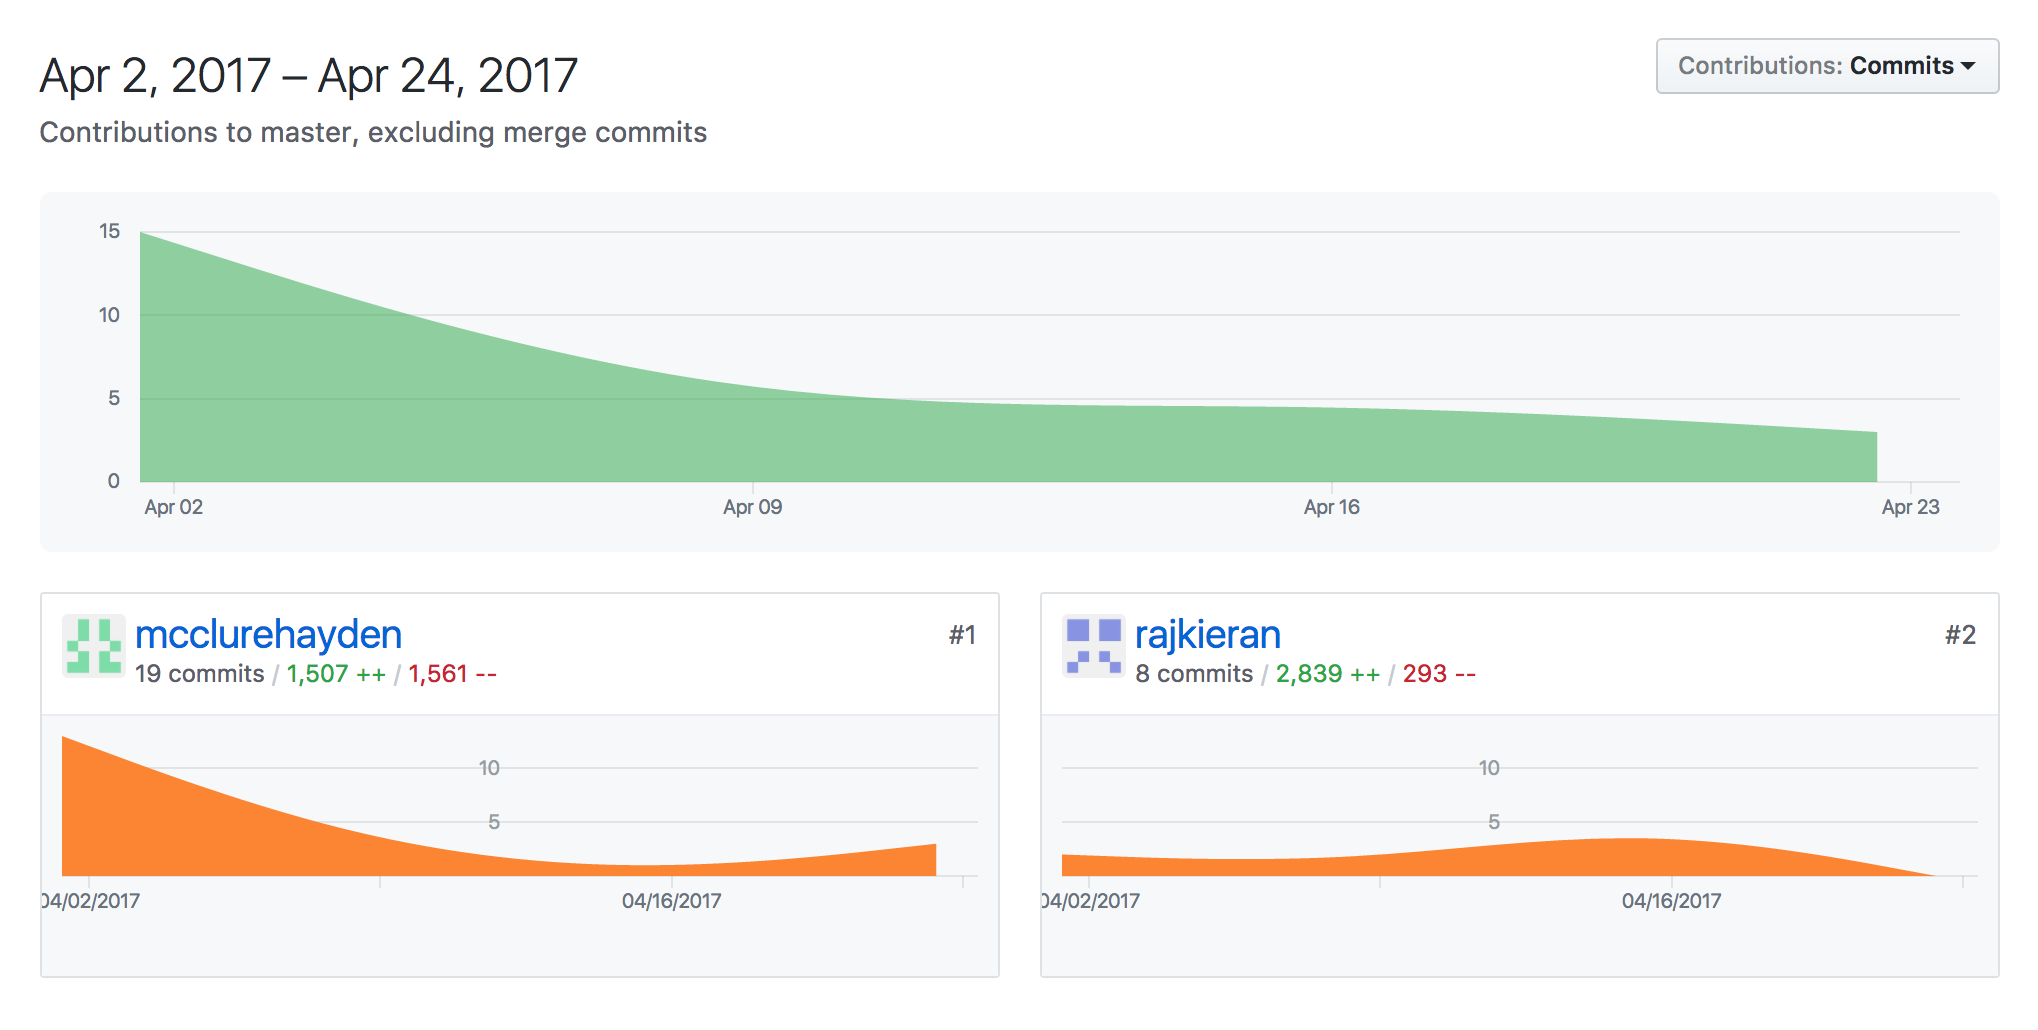 Apr 2, 2017 – Apr 24, 2017
Contributions: Commits
Contributions to master, excluding merge commits
15
10
5
0
Apr 02
Apr 09
Apr 16
Apr 23
mcclurehayden
#1
19 commits / 1,507 ++ / 1,561 --
10
5
04/02/2017
04/16/2017
rajkieran
#2
8 commits / 2,839 ++ / 293 --
10
5
04/02/2017
04/16/2017